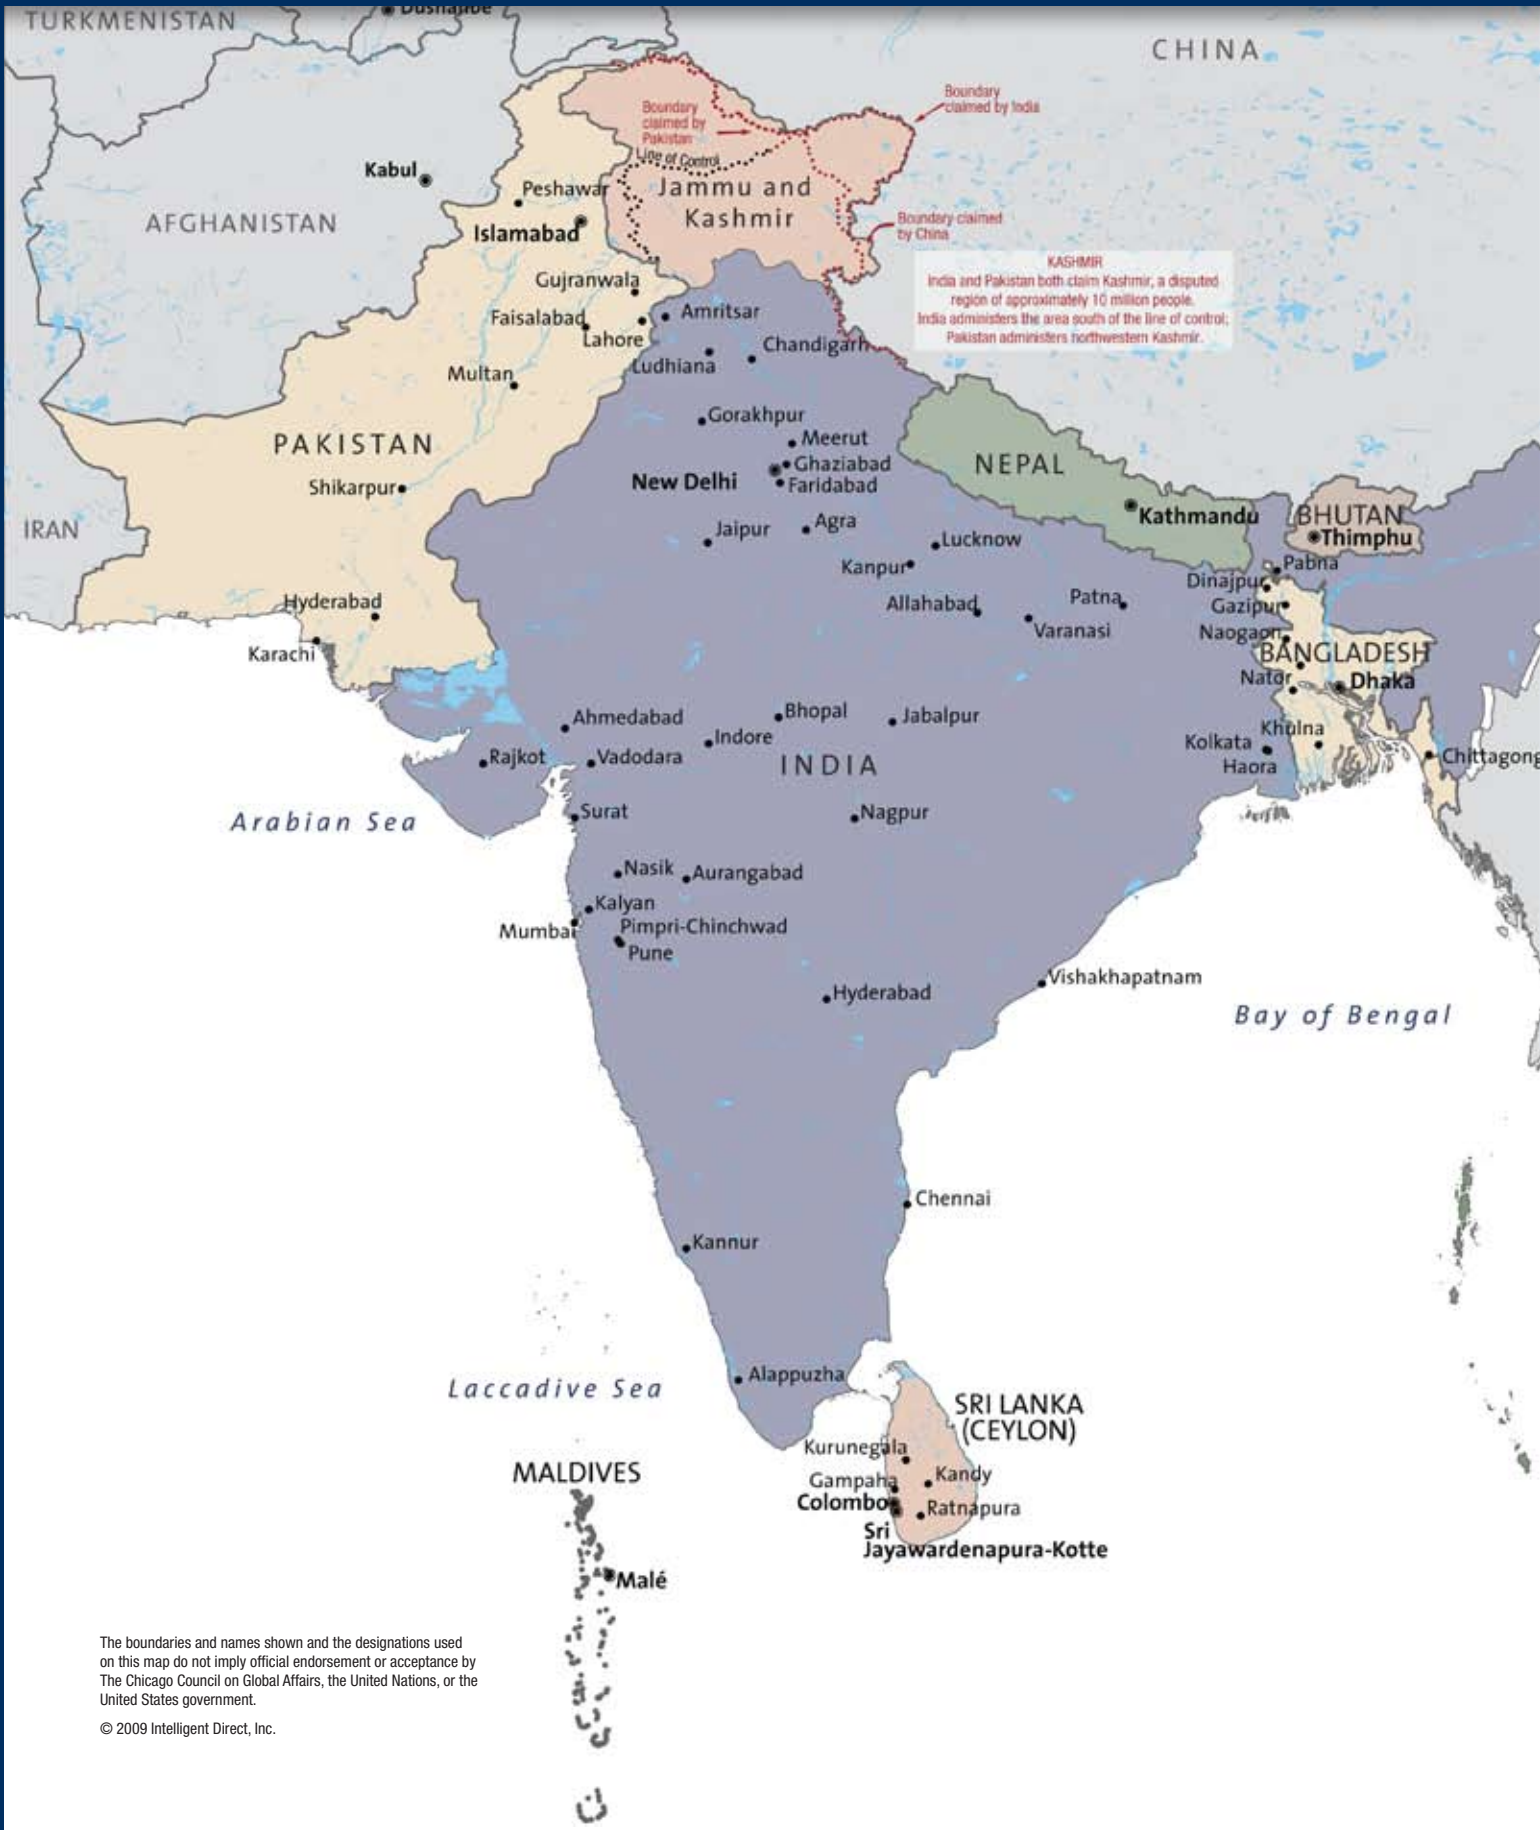 TURKMENISTAN
Dushanbe
CHINA
Boundary
claimed by India
Boundary
claimed by
Pakistan
Line of Control
Kabul
Jammu and
Kashmir
Peshawar
AFGHANISTAN
Islamabad
Boundary claimed
by China
KASHMIR
India and Pakistan both claim Kashmir, a disputed
region of approximately 10 million people.
India administers the area south of the line of control;
Pakistan administers northwestern Kashmir.
Gujranwala
Faisalabad
Amritsar
Lahore
Chandigarh
Ludhiana
Multan
Gorakhpur
PAKISTAN
Meerut
Ghaziabad
NEPAL
New Delhi
Faridabad
Shikarpur
IRAN
Jaipur
Agra
Kathmandu
BHUTAN
Thimphu
Lucknow
Kanpur
Pabna
Dinajpur
Hyderabad
Allahabad
Patna
Gazipur
Varanasi
Naogaon
Karachi
BANGLADESH
Nator
Dhaka
Ahmedabad
Bhopal
Jabalpur
Indore
Khulna
Kolkata
Haora
Rajkot
Vadodara
INDIA
Chittagong
Arabian Sea
Surat
Nagpur
Nasik
Aurangabad
Kalyan
Mumbai
Pimpri-Chinchwad
Pune
Vishakhapatnam
Hyderabad
Bay of Bengal
Chennai
Kannur
Alappuzha
Laccadive Sea
SRI LANKA
(CEYLON)
Kurunegala
MALDIVES
Kandy
Gampaha
Colombo
Ratnapura
Sri
Jayawardenapura-Kotte
Malé
The boundaries and names shown and the designations used
on this map do not imply official endorsement or acceptance by
The Chicago Council on Global Affairs, the United Nations, or the
United States government.
© 2009 Intelligent Direct, Inc.